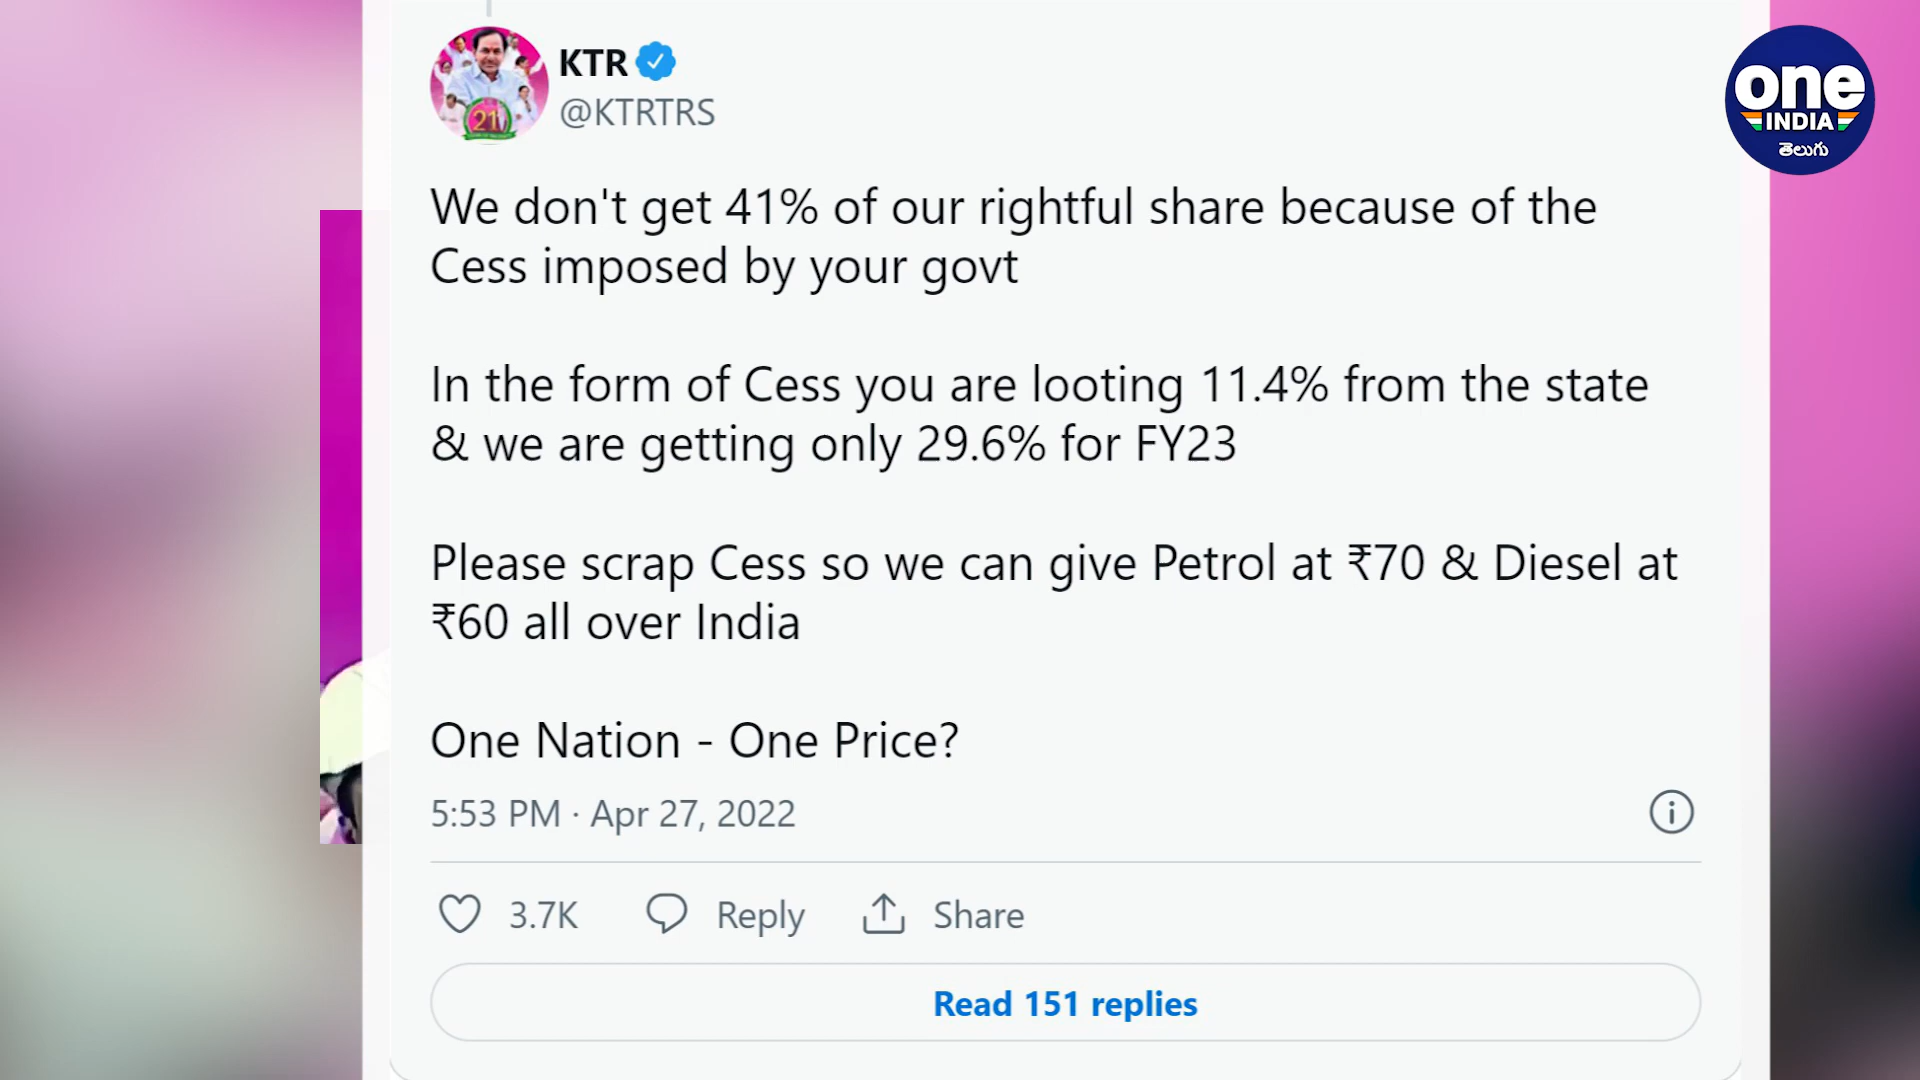 KTR
@KTRTRS
one
INDIA
తెలుగు
We don't get 41% of our rightful share because of the
Cess imposed by your govt
In the form of Cess you are looting 11.4% from the state
& we are getting only 29.6% for FY23
Please scrap Cess so we can give Petrol at ₹70 & Diesel at
₹60 all over India
One Nation - One Price?
5:53 PM · Apr 27, 2022
3.7K Reply Share
Read 151 replies
21